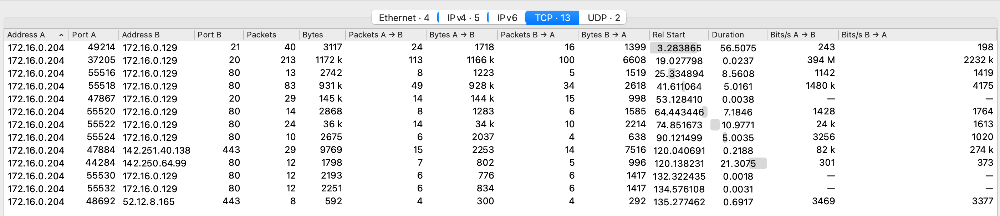 Ethernet · 4 IPv4 · 5 IPv6 TCP · 13 UDP · 2
Address A Port A Address B Port B Packets Bytes Packets A → B Bytes A → B Packets B → A Bytes B → A Rel Start Duration Bits/s A → B Bits/s B → A
172.16.0.204 49214 172.16.0.129 21 40 3117 24 1718 16 1399 3.283865 56.5075 243 198
172.16.0.204 37205 172.16.0.129 20 213 1172 k 113 1166 k 100 6608 19.027798 0.0237 394 M 2232 k
172.16.0.204 55516 172.16.0.129 80 13 2742 8 1223 5 1519 25.334894 8.5608 1142 1419
172.16.0.204 55518 172.16.0.129 80 83 931 k 49 928 k 34 2618 41.611064 5.0161 1480 k 4175
172.16.0.204 47867 172.16.0.129 20 29 145 k 14 144 k 15 998 53.128410 0.0038 — —
172.16.0.204 55520 172.16.0.129 80 14 2868 8 1283 6 1585 64.443446 7.1846 1428 1764
172.16.0.204 55522 172.16.0.129 80 24 36 k 14 34 k 10 2214 74.851673 10.9771 24 k 1613
172.16.0.204 55524 172.16.0.129 80 10 2675 6 2037 4 638 90.121499 5.0035 3256 1020
172.16.0.204 47884 142.251.40.138 443 29 9769 15 2253 14 7516 120.040691 0.2188 82 k 274 k
172.16.0.204 44284 142.250.64.99 80 12 1798 7 802 5 996 120.138231 21.3075 301 373
172.16.0.204 55530 172.16.0.129 80 12 2193 6 776 6 1417 132.322435 0.0018 — —
172.16.0.204 55532 172.16.0.129 80 12 2251 6 834 6 1417 134.576108 0.0031 — —
172.16.0.204 48692 52.12.8.165 443 8 592 4 300 4 292 135.277462 0.6917 3469 3377